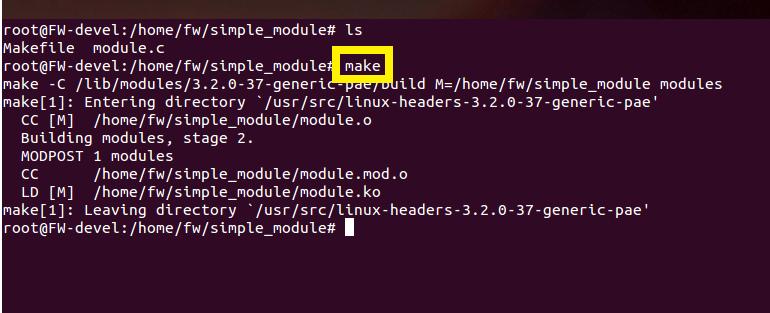 root@FW-devel:/home/fw/simple_module# ls
Makefile  module.c
root@FW-devel:/home/fw/simple_module# make
make -C /lib/modules/3.2.0-37-generic-pae/build M=/home/fw/simple_module modules
make[1]: Entering directory `/usr/src/linux-headers-3.2.0-37-generic-pae'
  CC [M]  /home/fw/simple_module/module.o
  Building modules, stage 2.
  MODPOST 1 modules
  CC      /home/fw/simple_module/module.mod.o
  LD [M]  /home/fw/simple_module/module.ko
make[1]: Leaving directory `/usr/src/linux-headers-3.2.0-37-generic-pae'
root@FW-devel:/home/fw/simple_module#